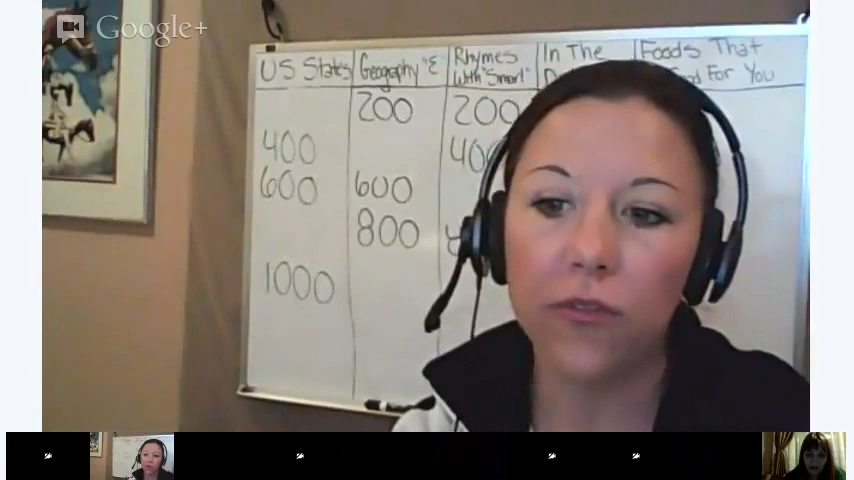 Google+
US States Geography "E" Rhymes With "Smart" In The Foods That For You
200 200
400 400
600 600
800
1000